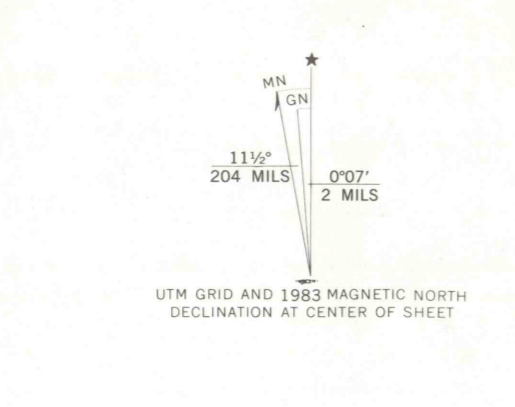 ★
MN
GN
11½°
204 MILS
0°07′
2 MILS
UTM GRID AND 1983 MAGNETIC NORTH
DECLINATION AT CENTER OF SHEET